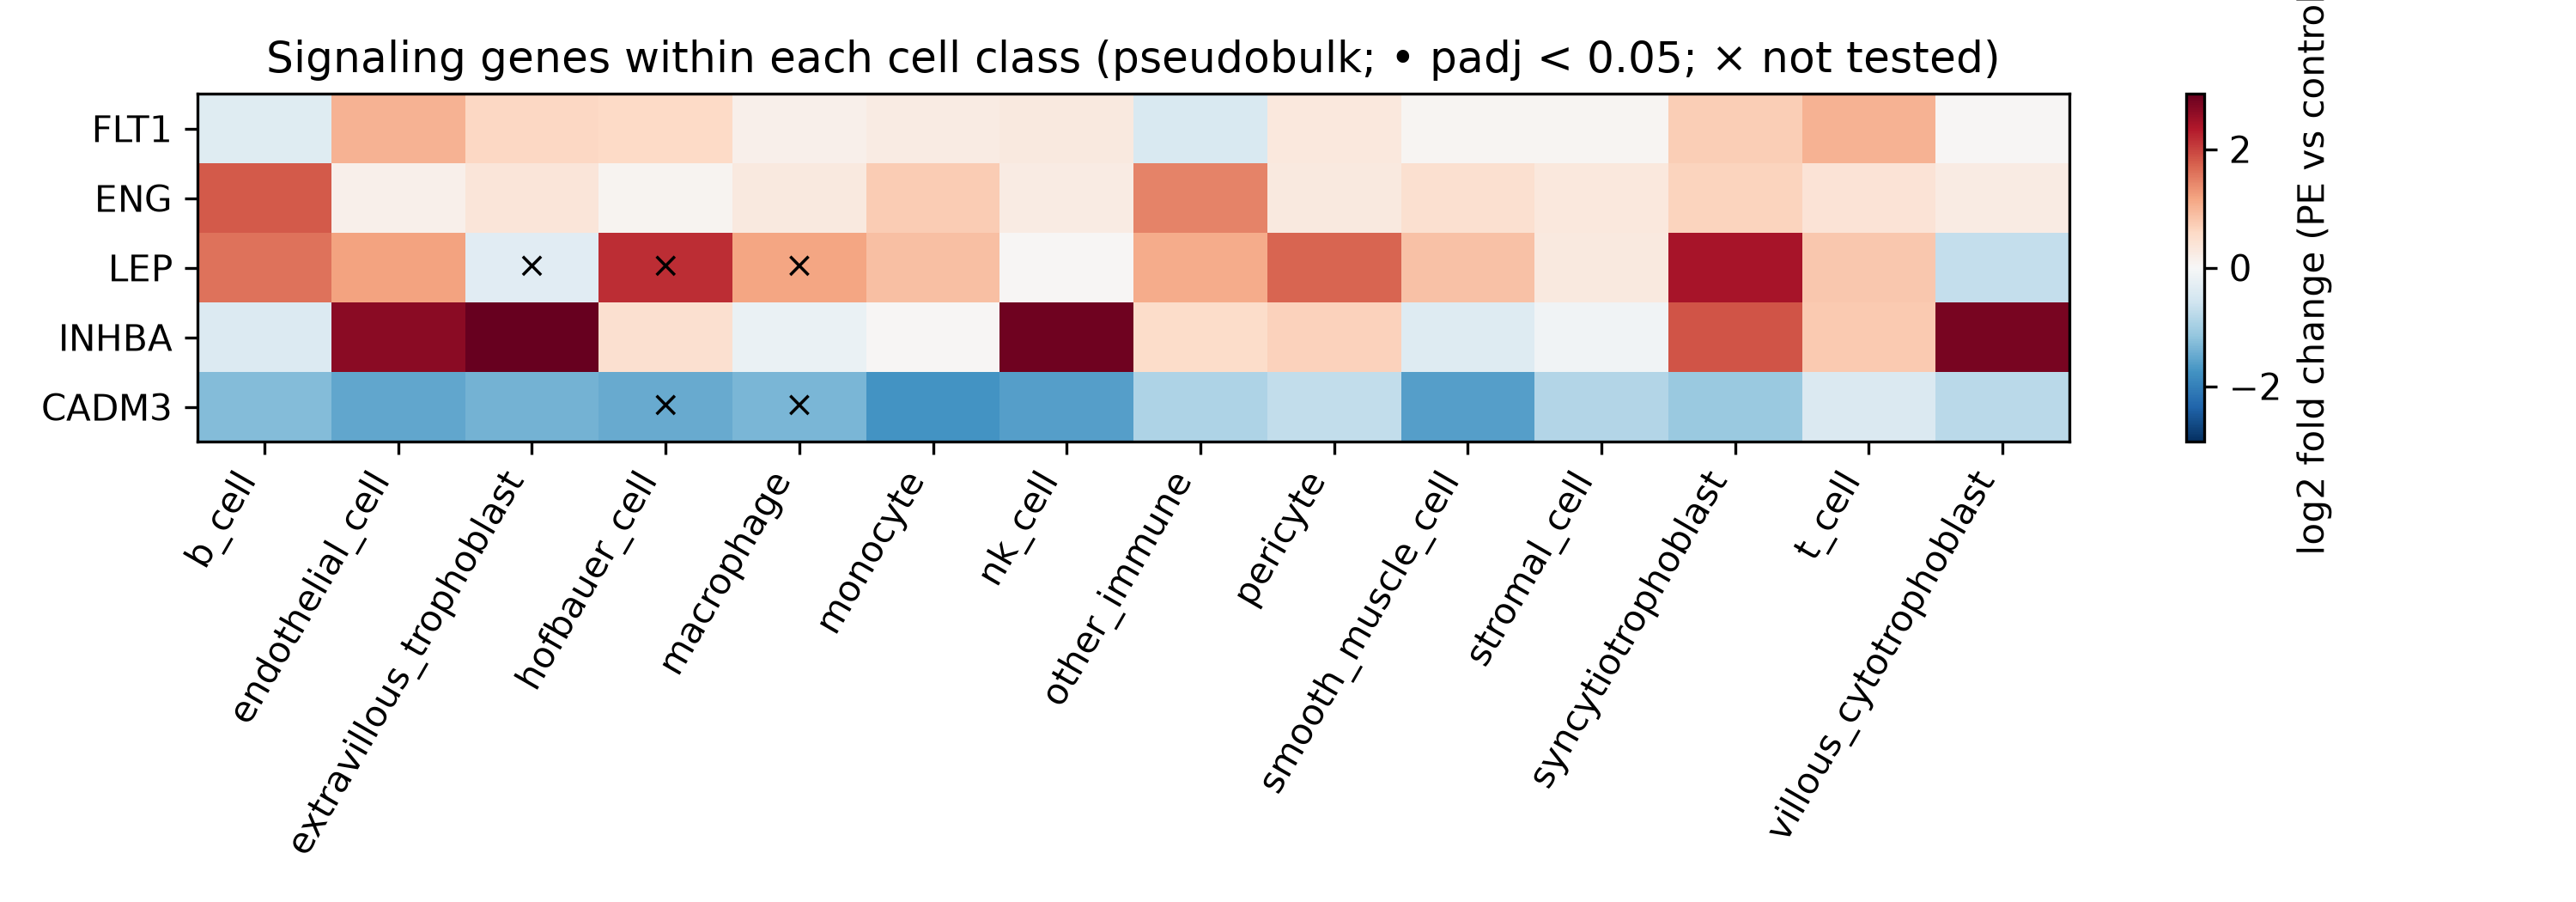 Signaling genes within each cell class (pseudobulk; • padj < 0.05; × not tested)
FLT1
ENG
LEP
INHBA
CADM3
×
×
×
×
×
b_cell
endothelial_cell
extravillous_trophoblast
hofbauer_cell
macrophage
monocyte
nk_cell
other_immune
pericyte
smooth_muscle_cell
stromal_cell
syncytiotrophoblast
t_cell
villous_cytotrophoblast
2
0
−2
log2 fold change (PE vs control